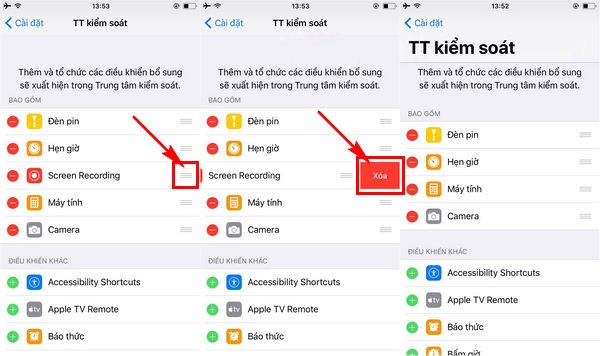 13:53
Cài đặt
TT kiểm soát
Thêm và tổ chức các điều khiển bổ sung
sẽ xuất hiện trong Trung tâm kiểm soát.
BAO GỒM
Đèn pin
Hẹn giờ
Screen Recording
Máy tính
Camera
ĐIỀU KHIỂN KHÁC
Accessibility Shortcuts
Apple TV Remote
Báo thức
13:53
Cài đặt
TT kiểm soát
Thêm và tổ chức các điều khiển bổ sung
sẽ xuất hiện trong Trung tâm kiểm soát.
BAO GỒM
Đèn pin
Hẹn giờ
Screen Recording
Xóa
Máy tính
Camera
ĐIỀU KHIỂN KHÁC
Accessibility Shortcuts
Apple TV Remote
Báo thức
13:52
Cài đặt
TT kiểm soát
Thêm và tổ chức các điều khiển bổ sung
sẽ xuất hiện trong Trung tâm kiểm soát.
BAO GỒM
Đèn pin
Hẹn giờ
Máy tính
Camera
ĐIỀU KHIỂN KHÁC
Accessibility Shortcuts
Apple TV Remote
Báo thức
Bấm giờ